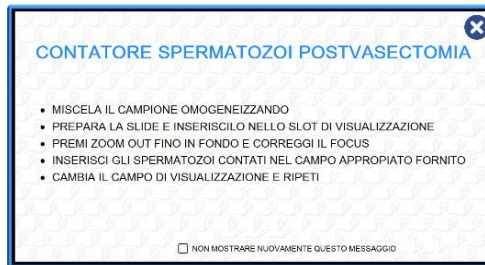 CONTATORE SPERMATOZOI POSTVASECTOMIA
• MISCELA IL CAMPIONE OMOGENEIZZANDO
• PREPARA LA SLIDE E INSERISCILO NELLO SLOT DI VISUALIZZAZIONE
• PREMI ZOOM OUT FINO IN FONDO E CORREGGI IL FOCUS
• INSERISCI GLI SPERMATOZOI CONTATI NEL CAMPO APPROPIATO FORNITO
• CAMBIA IL CAMPO DI VISUALIZZAZIONE E RIPETI
NON MOSTRARE NUOVAMENTE QUESTO MESSAGGIO